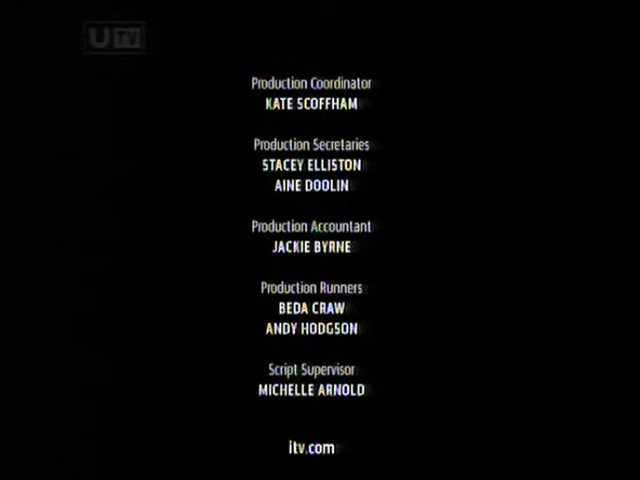 UTV
Production Coordinator
KATE SCOFFHAM
Production Secretaries
STACEY ELLISTON
AINE DOOLIN
Production Accountant
JACKIE BYRNE
Production Runners
BEDA CRAW
ANDY HODGSON
Script Supervisor
MICHELLE ARNOLD
itv.com